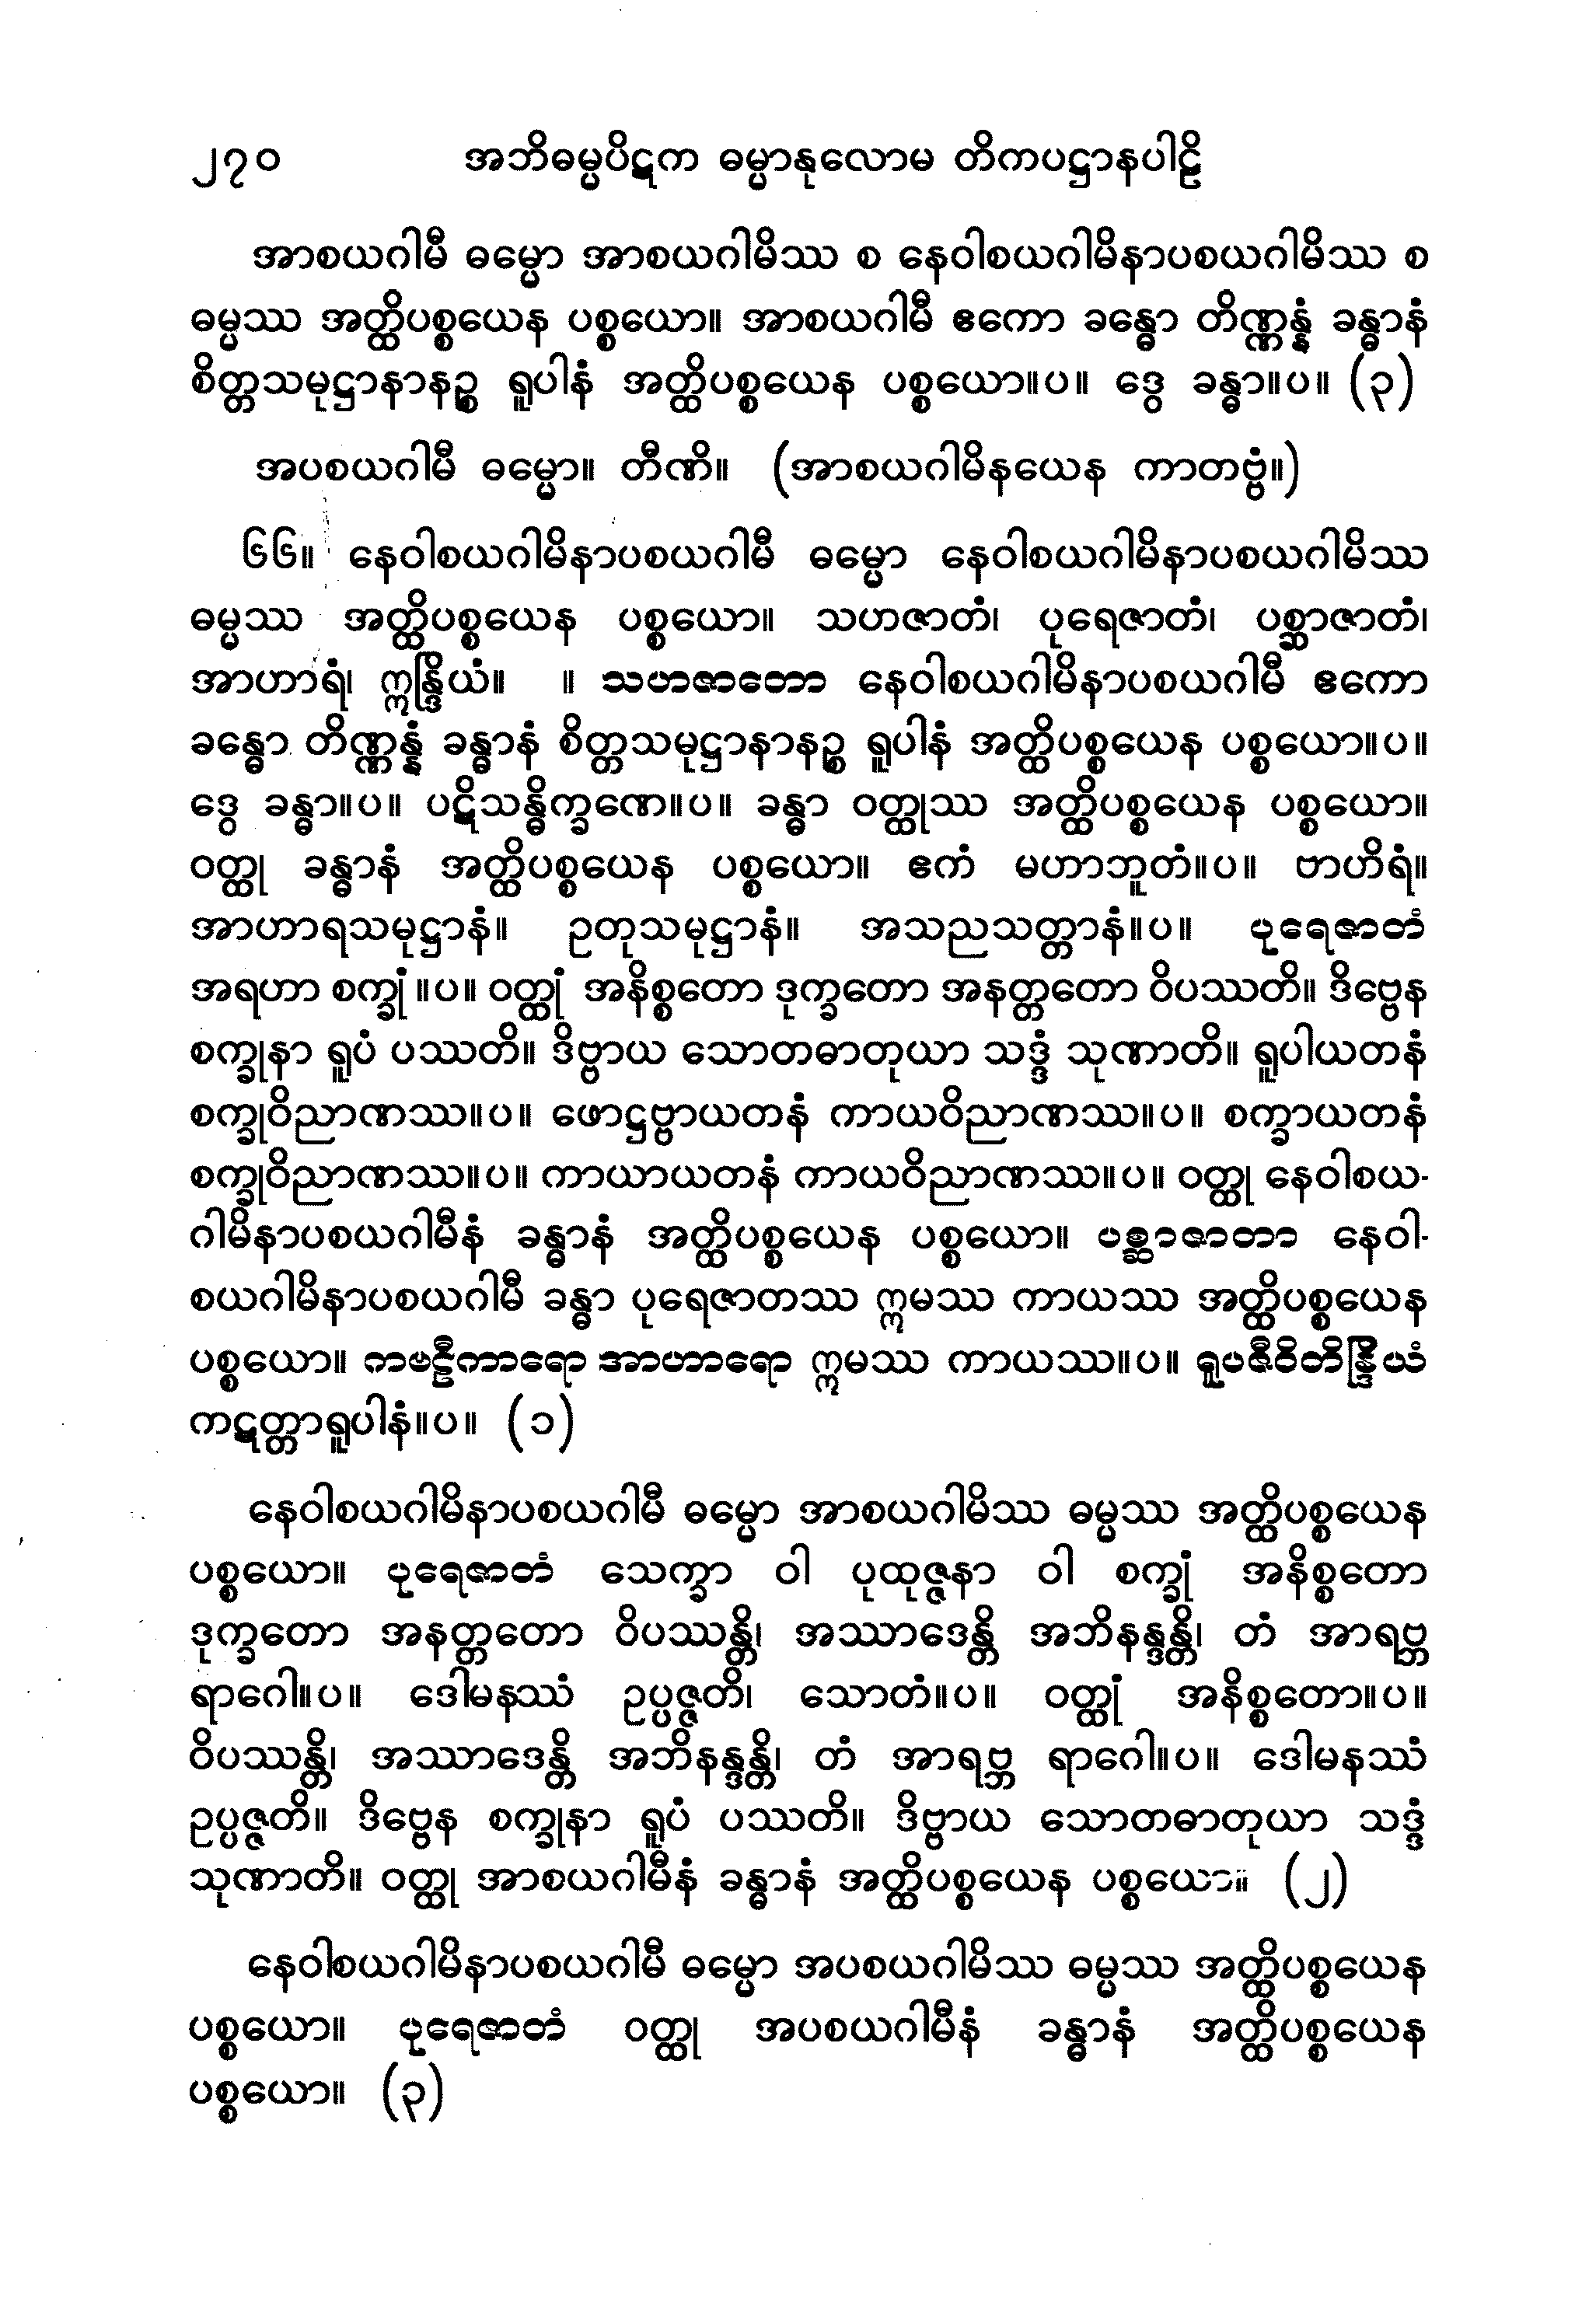 ၂၇၀ အဘိဓမ္မပိဋက ဓမ္မာနုလောမ တိကပဋ္ဌာနပါဠိ
အာစယဂါမီ ဓမ္မော အာစယဂါမိဿ စ နေဝါစယဂါမိနာပစယဂါမိဿ စ
ဓမ္မဿ အတ္ထိပစ္စယေန ပစ္စယော။ အာစယဂါမီ ဧကော ခန္ဓော တိဏ္ဏန္နံ ခန္ဓာနံ
စိတ္တသမုဋ္ဌာနာနဉ္စ ရူပါနံ အတ္ထိပစ္စယေန ပစ္စယော။ပ။ ဒွေ ခန္ဓာ။ပ။ (၃)
အပစယဂါမီ ဓမ္မော။ တီဏိ။ (အာစယဂါမိနယေန ကာတဗ္ဗံ။)
၆၆။ နေဝါစယဂါမိနာပစယဂါမီ ဓမ္မော နေဝါစယဂါမိနာပစယဂါမိဿ
ဓမ္မဿ အတ္ထိပစ္စယေန ပစ္စယော။ သဟဇာတံ၊ ပုရေဇာတံ၊ ပစ္ဆာဇာတံ၊
အာဟာရံ၊ ဣန္ဒြိယံ။ ။ သဟဇာတော နေဝါစယဂါမိနာပစယဂါမီ ဧကော
ခန္ဓော တိဏ္ဏန္နံ ခန္ဓာနံ စိတ္တသမုဋ္ဌာနာနဉ္စ ရူပါနံ အတ္ထိပစ္စယေန ပစ္စယော။ပ။
ဒွေ ခန္ဓာ။ပ။ ပဋိသန္ဓိက္ခဏေ။ပ။ ခန္ဓာ ဝတ္ထုဿ အတ္ထိပစ္စယေန ပစ္စယော။
ဝတ္ထု ခန္ဓာနံ အတ္ထိပစ္စယေန ပစ္စယော။ ဧကံ မဟာဘူတံ။ပ။ ဗာဟိရံ။
အာဟာရသမုဋ္ဌာနံ။ ဥတုသမုဋ္ဌာနံ။ အသညသတ္တာနံ။ပ။ ပုရေဇာတံ
အရဟာ စက္ခုံ ။ပ။ ဝတ္ထုံ အနိစ္စတော ဒုက္ခတော အနတ္တတော ဝိပဿတိ။ ဒိဗ္ဗေန
စက္ခုနာ ရူပံ ပဿတိ။ ဒိဗ္ဗာယ သောတဓာတုယာ သဒ္ဒံ သုဏာတိ။ ရူပါယတနံ
စက္ခုဝိညာဏဿ။ပ။ ဖောဋ္ဌဗ္ဗာယတနံ ကာယဝိညာဏဿ။ပ။ စက္ခာယတနံ
စက္ခုဝိညာဏဿ။ပ။ ကာယာယတနံ ကာယဝိညာဏဿ။ပ။ ဝတ္ထု နေဝါစယ-
ဂါမိနာပစယဂါမီနံ ခန္ဓာနံ အတ္ထိပစ္စယေန ပစ္စယော။ ပစ္ဆာဇာတာ နေဝါ-
စယဂါမိနာပစယဂါမီ ခန္ဓာ ပုရေဇာတဿ ဣမဿ ကာယဿ အတ္ထိပစ္စယေန
ပစ္စယော။ ကဗဠီကာရော အာဟာရော ဣမဿ ကာယဿ။ပ။ ရူပဇီဝိတိန္ဒြိယံ
ကဋတ္တာရူပါနံ။ပ။ (၁)
နေဝါစယဂါမိနာပစယဂါမီ ဓမ္မော အာစယဂါမိဿ ဓမ္မဿ အတ္ထိပစ္စယေန
ပစ္စယော။ ပုရေဇာတံ သေက္ခာ ဝါ ပုထုဇ္ဇနာ ဝါ စက္ခုံ အနိစ္စတော
ဒုက္ခတော အနတ္တတော ဝိပဿန္တိ၊ အဿာဒေန္တိ အဘိနန္ဒန္တိ၊ တံ အာရဗ္ဘ
ရာဂေါ။ပ။ ဒေါမနဿံ ဥပ္ပဇ္ဇတိ၊ သောတံ။ပ။ ဝတ္ထုံ အနိစ္စတော။ပ။
ဝိပဿန္တိ၊ အဿာဒေန္တိ အဘိနန္ဒန္တိ၊ တံ အာရဗ္ဘ ရာဂေါ။ပ။ ဒေါမနဿံ
ဥပ္ပဇ္ဇတိ။ ဒိဗ္ဗေန စက္ခုနာ ရူပံ ပဿတိ။ ဒိဗ္ဗာယ သောတဓာတုယာ သဒ္ဒံ
သုဏာတိ။ ဝတ္ထု အာစယဂါမီနံ ခန္ဓာနံ အတ္ထိပစ္စယေန ပစ္စယော။ (၂)
နေဝါစယဂါမိနာပစယဂါမီ ဓမ္မော အပစယဂါမိဿ ဓမ္မဿ အတ္ထိပစ္စယေန
ပစ္စယော။ ပုရေဇာတံ ဝတ္ထု အပစယဂါမီနံ ခန္ဓာနံ အတ္ထိပစ္စယေန
ပစ္စယော။ (၃)